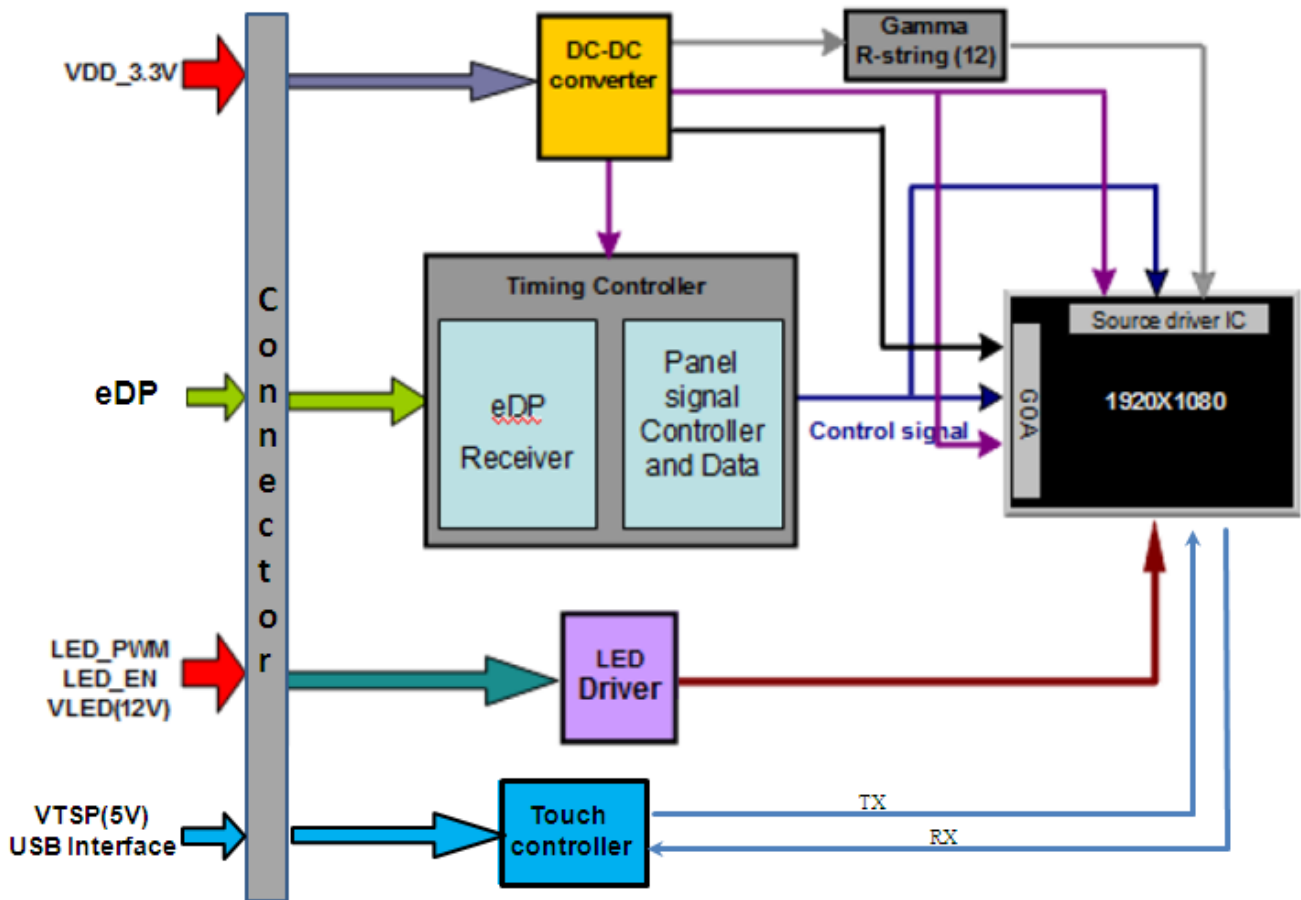 VDD_3.3V
Connector
DC-DC
converter
Gamma
R-string (12)
Timing Controller
eDP
eDP
Receiver
Panel
signal
Controller
and Data
Control signal
Source driver IC
GOA
1920X1080
LED_PWM
LED_EN
VLED(12V)
LED
Driver
VTSP(5V)
USB Interface
Touch
controller
TX
RX